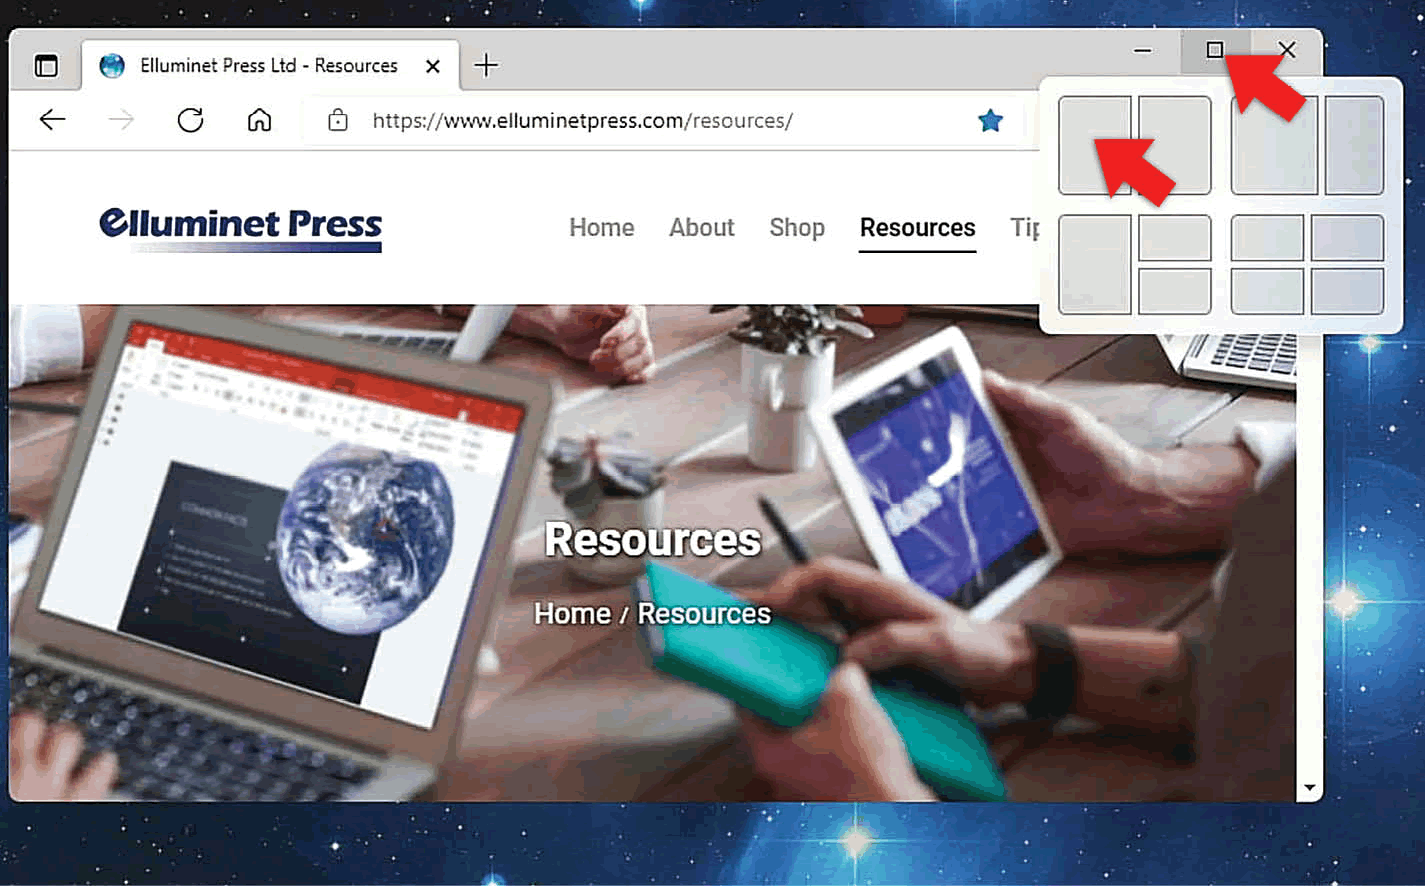 Elluminet Press Ltd - Resources
https://www.elluminetpress.com/resources/
elluminet Press
Home About Shop Resources Tip
Resources
Home / Resources